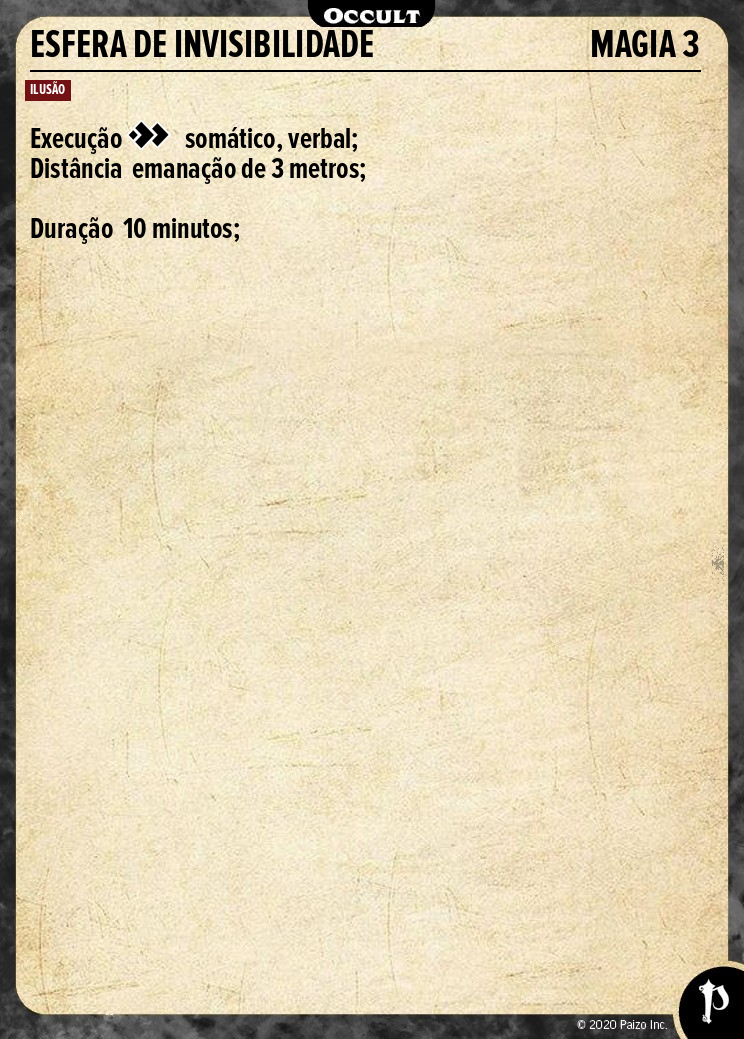 OCCULT
ESFERA DE INVISIBILIDADE MAGIA 3
ILUSÃO
Execução somático, verbal;
Distância emanação de 3 metros;
Duração 10 minutos;
© 2020 Paizo Inc.